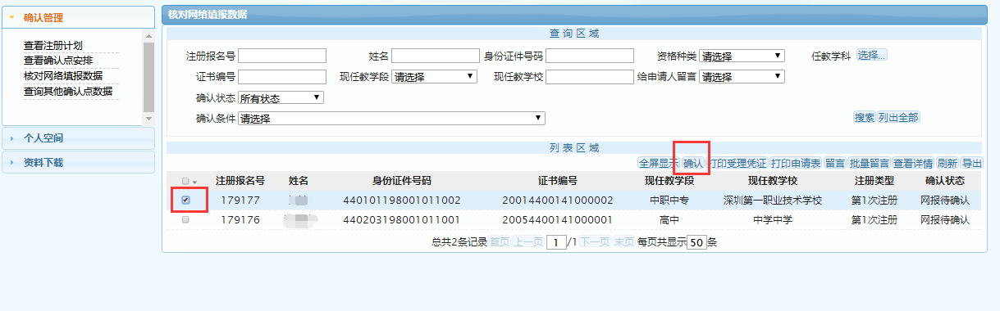 确认管理
查看注册计划
查看确认点安排
核对网络填报数据
查询其他确认点数据
个人空间
资料下载
核对网络填报数据
查 询 区 域
注册报名号 姓名 身份证件号码 资格种类 请选择 任教学科 选择...
证书编号 现任教学段 请选择 现任教学校 给申请人留言 请选择
确认状态 所有状态
确认条件 请选择 搜索 列出全部
列 表 区 域
全屏显示 确认 打印受理凭证 打印申请表 留言 批量留言 查看详情 刷新 导出
注册报名号 姓名 身份证件号码 证书编号 现任教学段 现任教学校 注册类型 确认状态
179177 440101198001011002 20014400141000002 中职中专 深圳第一职业技术学校 第1次注册 网报待确认
179176 440203198001011001 20054400141000001 高中 中学中学 第1次注册 网报待确认
总共2条记录 首页 上一页 1 /1 下一页 末页 每页共显示 50 条